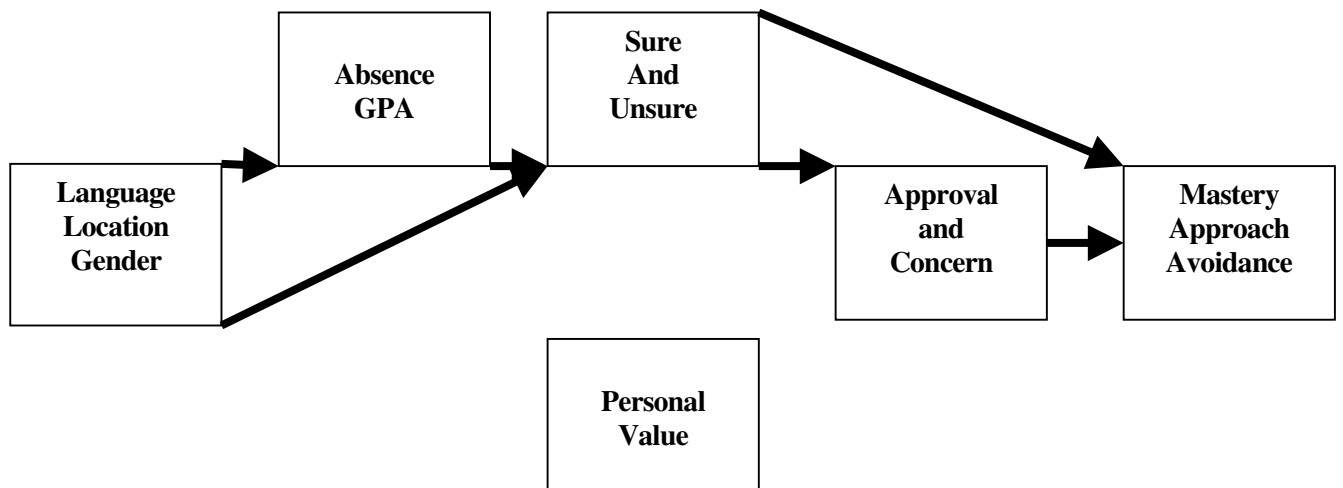 Absence
GPA
Sure
And
Unsure
Language
Location
Gender
Approval
and
Concern
Mastery
Approach
Avoidance
Personal
Value